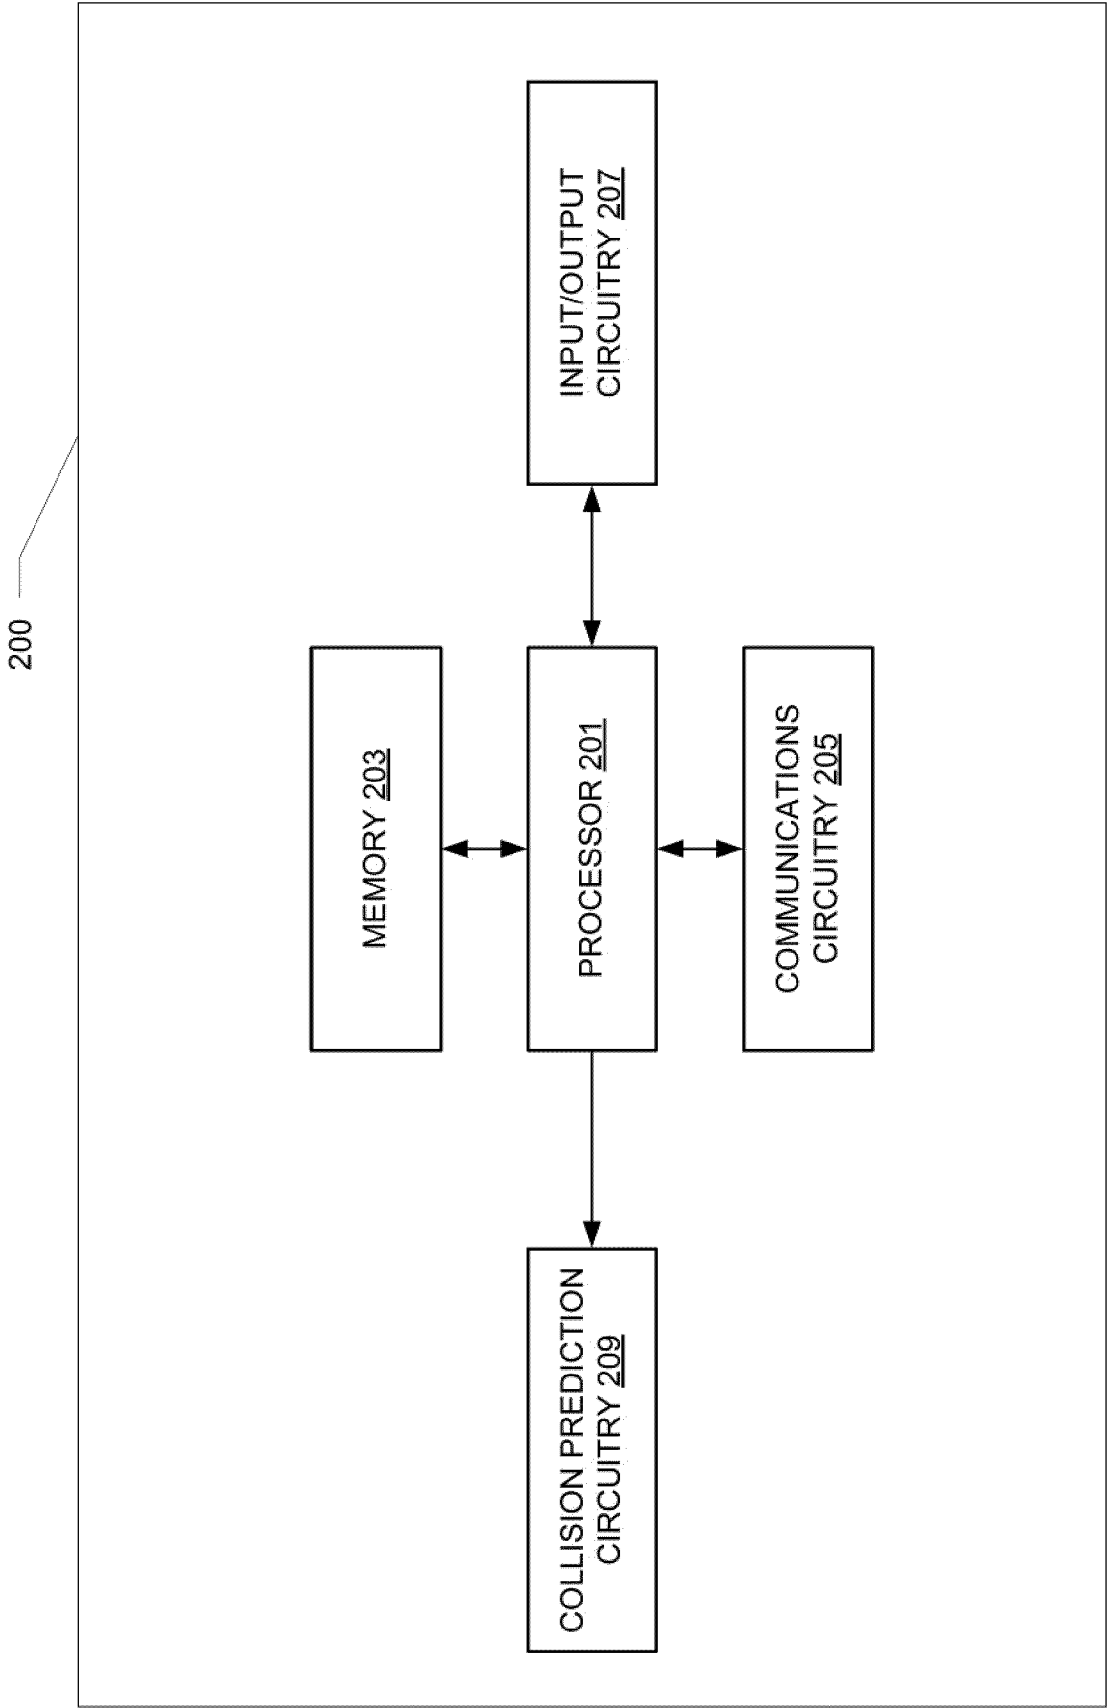 200
MEMORY 203
COLLISION PREDICTION
CIRCUITRY 209
PROCESSOR 201
INPUT/OUTPUT
CIRCUITRY 207
COMMUNICATIONS
CIRCUITRY 205